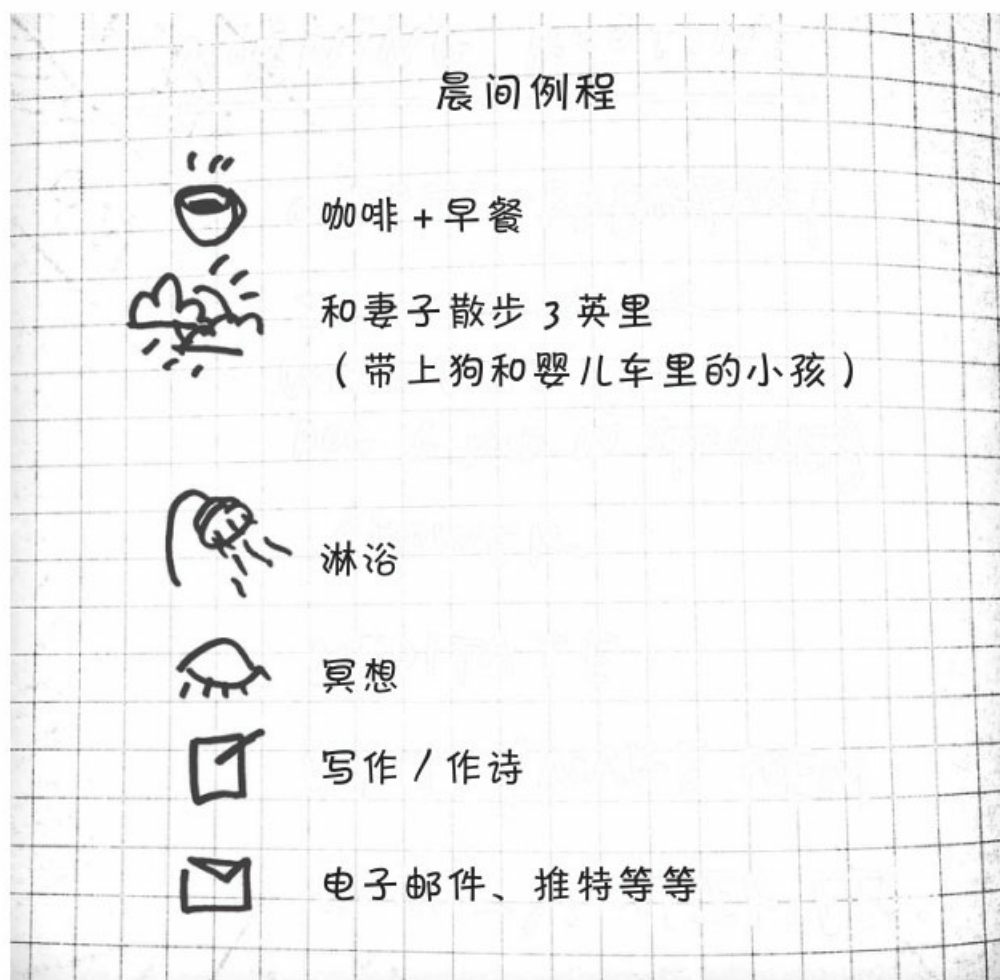 晨间例程
咖啡 + 早餐
和妻子散步 3 英里
（带上狗和婴儿车里的小孩）
淋浴
冥想
写作 / 作诗
电子邮件、推特等等